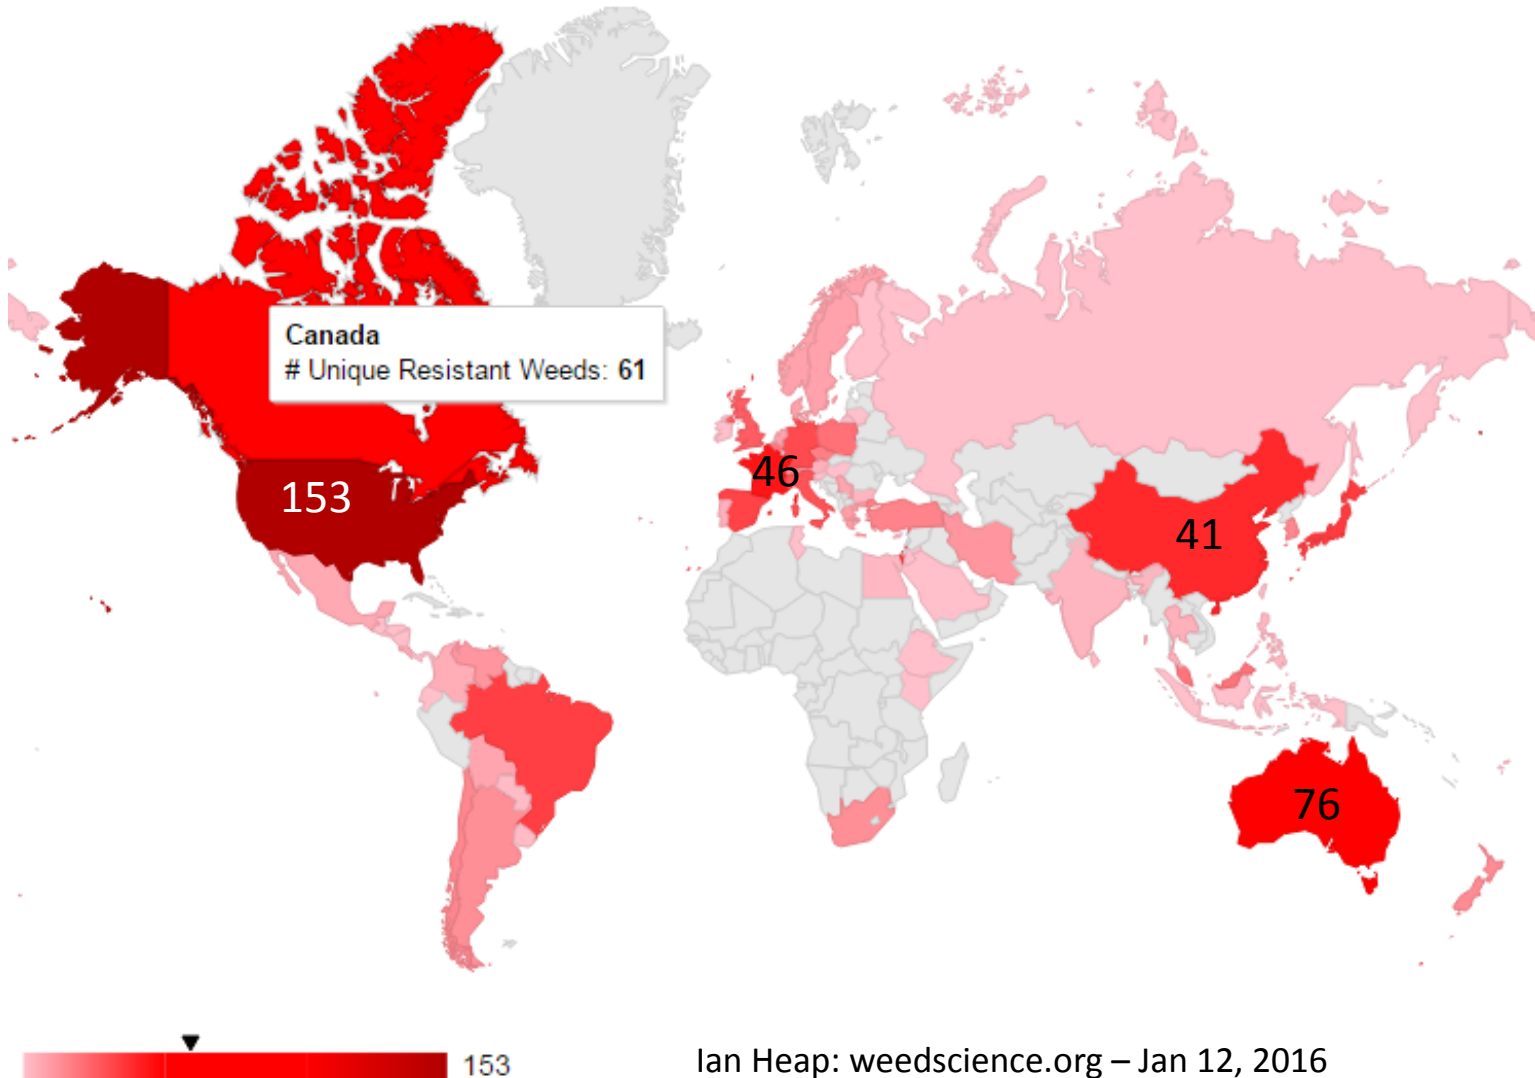 Canada
# Unique Resistant Weeds: 61
153
46
41
76
153
Ian Heap: weedscience.org – Jan 12, 2016